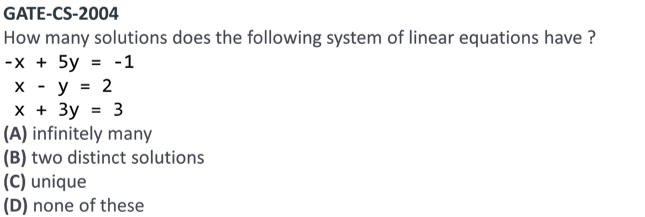 GATE-CS-2004
How many solutions does the following system of linear equations have ?
-x + 5y = -1
x - y = 2
x + 3y = 3
(A) infinitely many
(B) two distinct solutions
(C) unique
(D) none of these